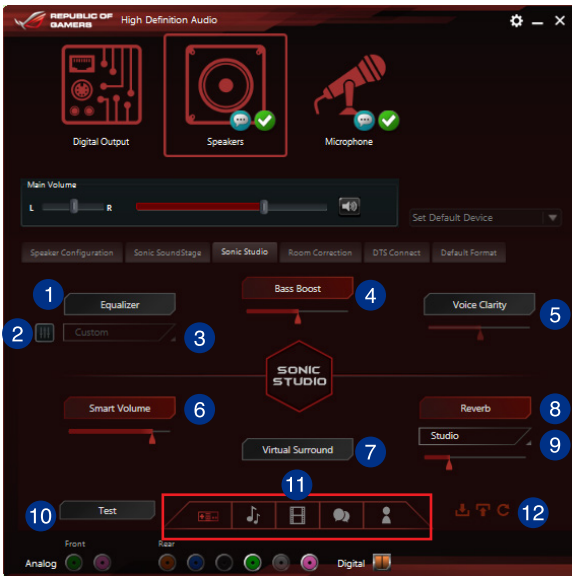 REPUBLIC OF
GAMERS
High Definition Audio
Digital Output
Speakers
Microphone
Main Volume
L
R
Set Default Device
Speaker Configuration
Sonic SoundStage
Sonic Studio
Room Correction
DTS Connect
Default Format
1
Equalizer
Bass Boost
4
Voice Clarity
5
2
Custom
3
SONIC
STUDIO
Smart Volume
6
Reverb
8
Virtual Surround
7
Studio
9
11
10
Test
12
Front
Rear
Analog
Digital